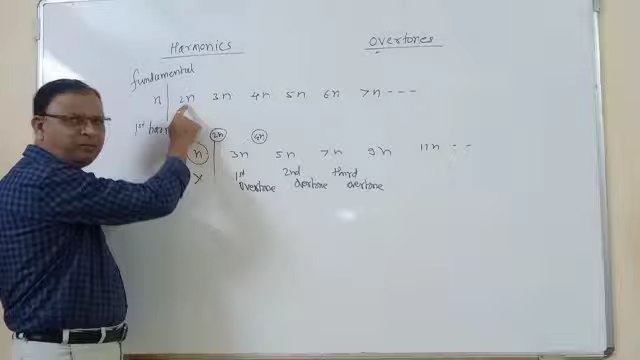 Harmonics Overtones
fundamental
n 2n 3n 4n 5n 6n 7n ---
1st
2n 4n
n 3n 5n 7n 9n 11n --
x 1st 2nd third
overtone overtone overtone